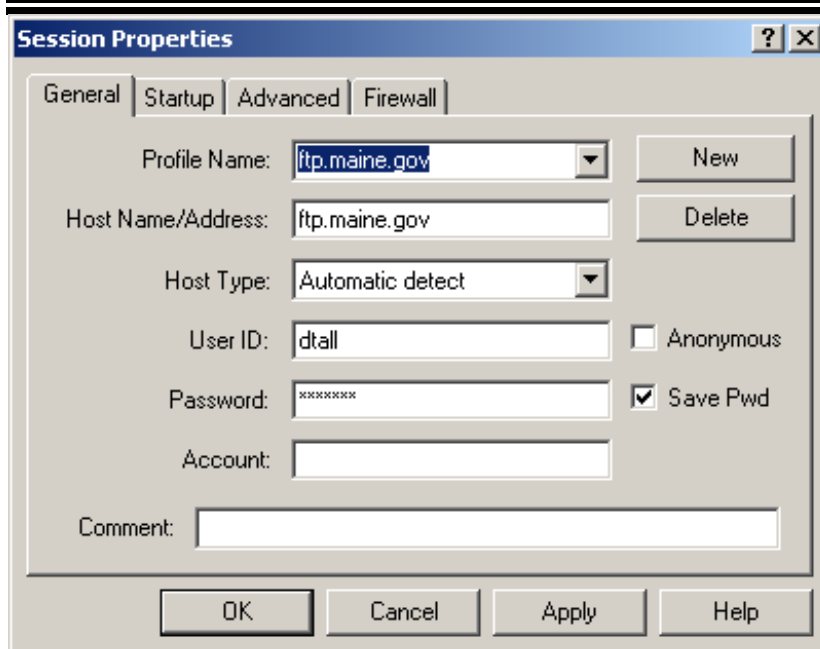 Session Properties
General Startup Advanced Firewall
Profile Name: ftp.maine.gov New
Host Name/Address: ftp.maine.gov Delete
Host Type: Automatic detect
User ID: dtall Anonymous
Password: ******* Save Pwd
Account:
Comment:
OK Cancel Apply Help